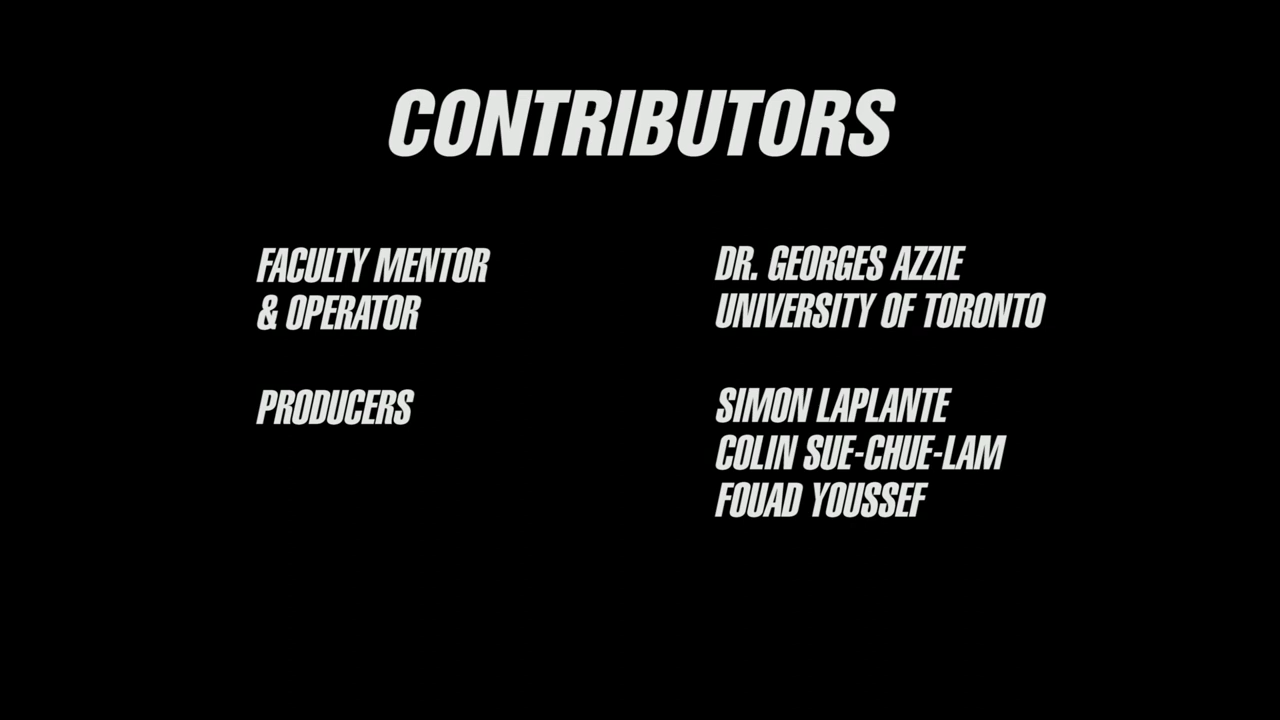 CONTRIBUTORS
FACULTY MENTOR
& OPERATOR
DR. GEORGES AZZIE
UNIVERSITY OF TORONTO
PRODUCERS
SIMON LAPLANTE
COLIN SUE-CHUE-LAM
FOUAD YOUSSEF